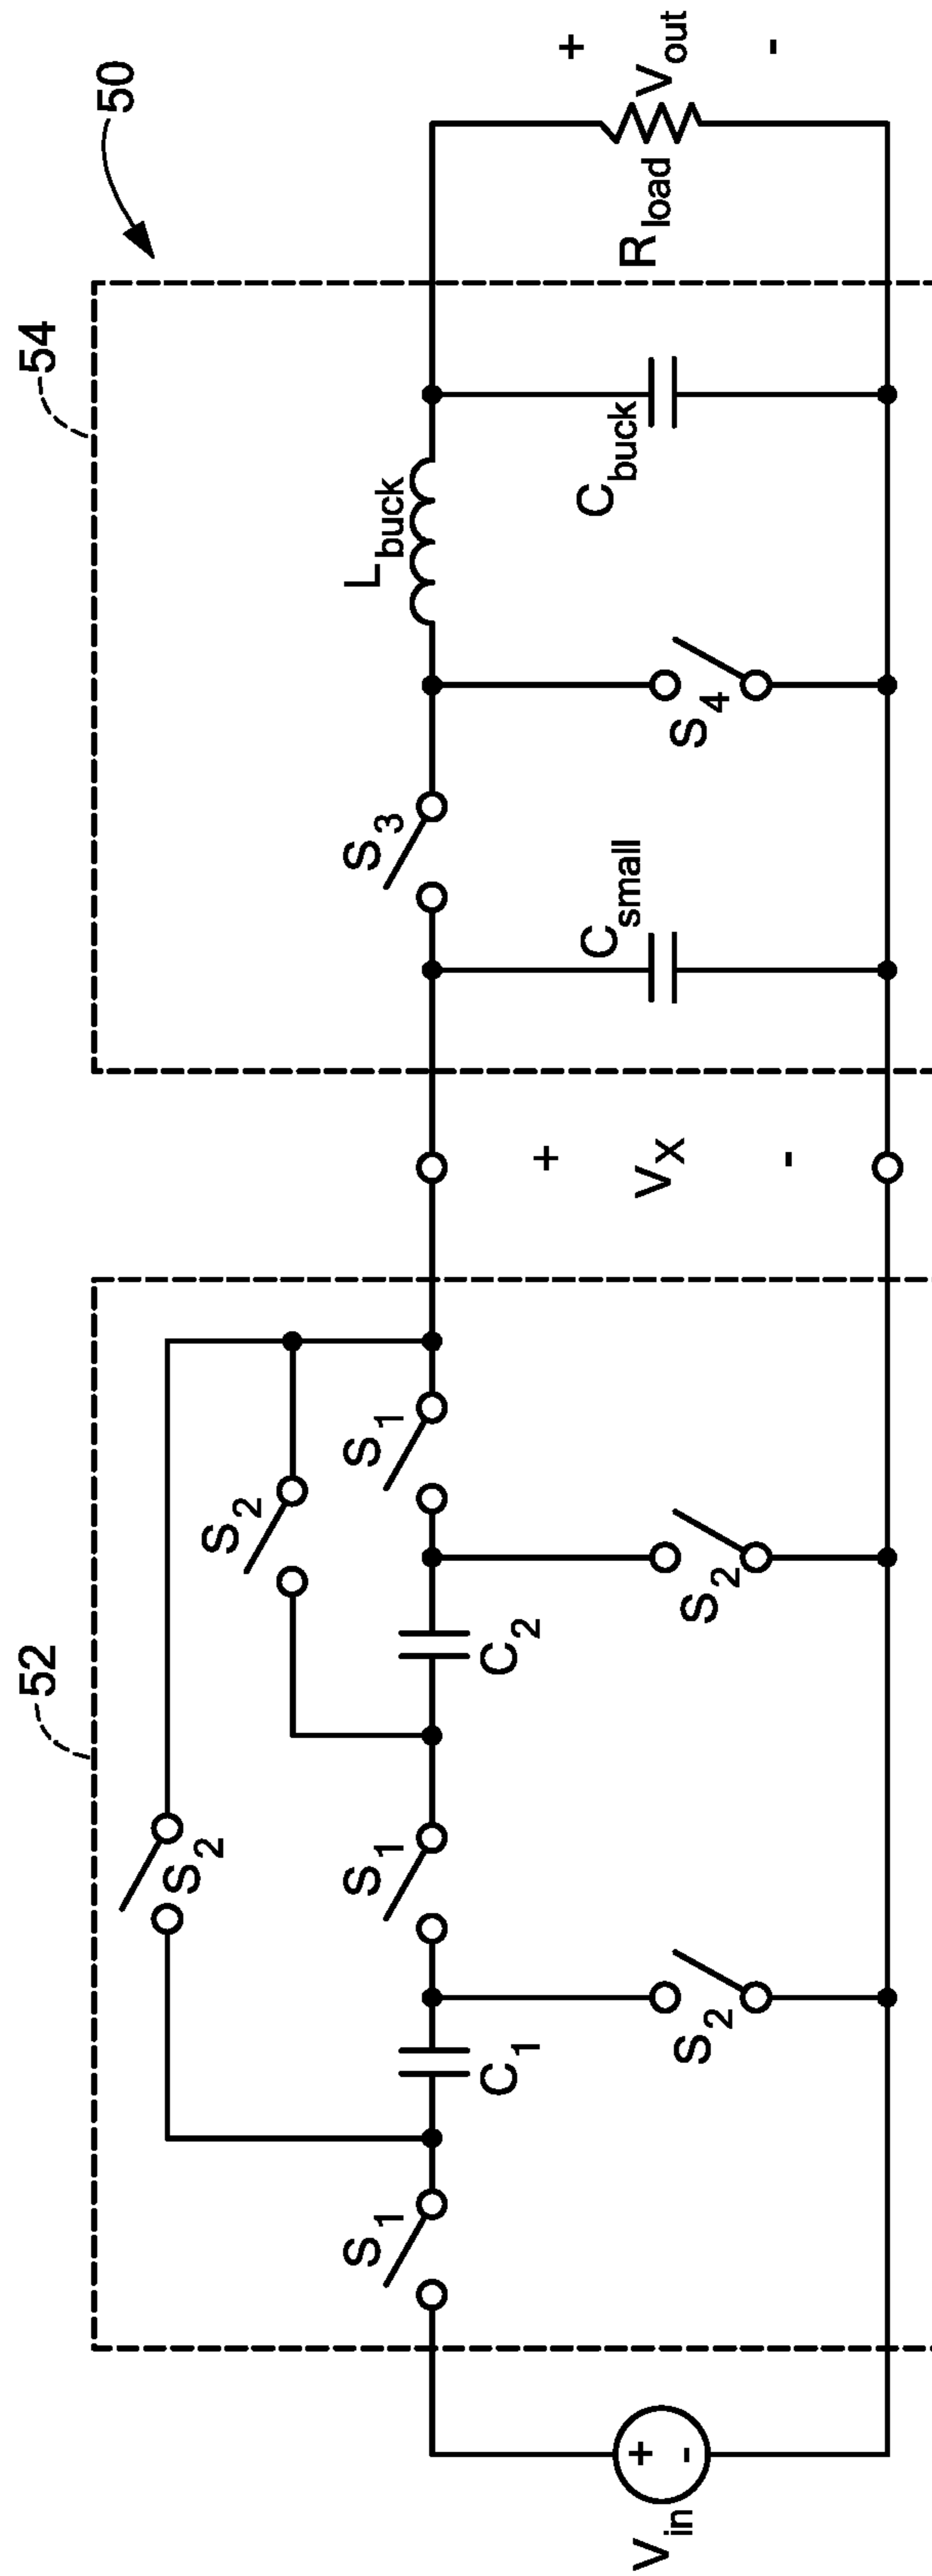 50
52
54
S2
S2
S1
C1
S1
C2
S1
S3
Lbuck
+
+
+
Vin
-
S2
S2
VX
-
Csmall
S4
Cbuck
Rload
Vout
-